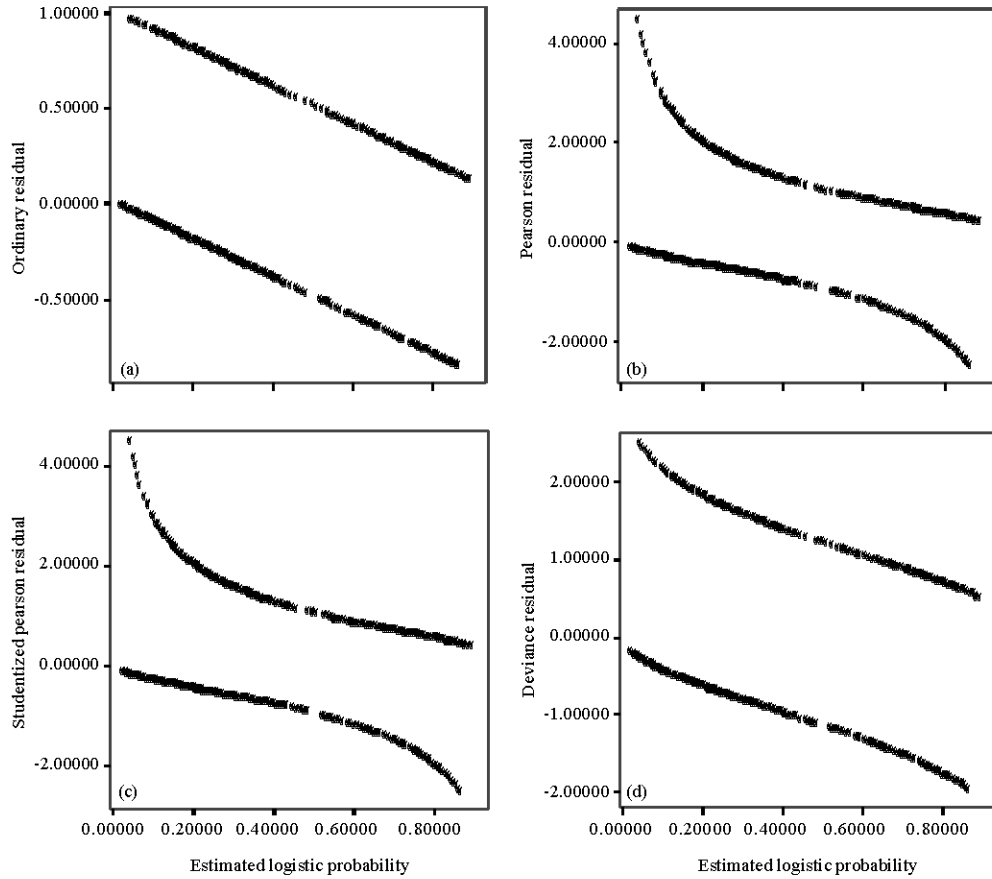 1.00000
0.50000
0.00000
-0.50000
Ordinary residual
(a)
4.00000
2.00000
0.00000
-2.00000
Pearson residual
(b)
4.00000
2.00000
0.00000
-2.00000
Studentized pearson residual
(c)
0.00000 0.20000 0.40000 0.60000 0.80000
Estimated logistic probability
2.00000
1.00000
0.00000
-1.00000
-2.00000
Deviance residual
(d)
0.00000 0.20000 0.40000 0.60000 0.80000
Estimated logistic probability